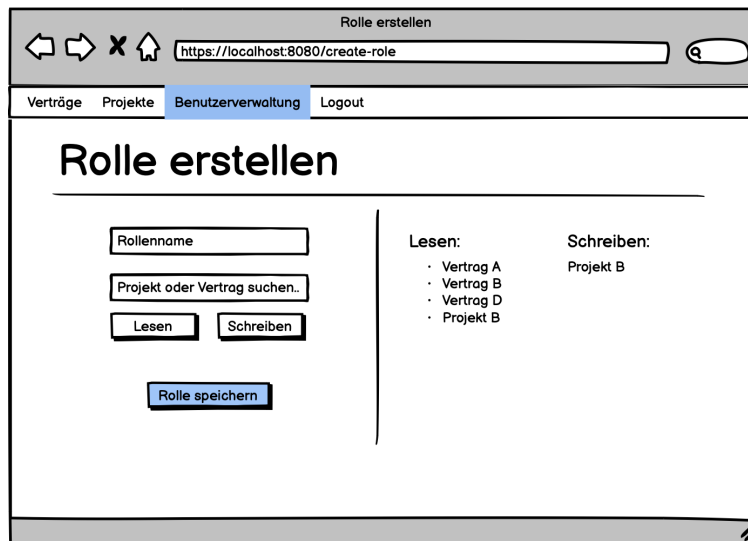 Rolle erstellen
https://localhost:8080/create-role
Verträge Projekte Benutzerverwaltung Logout
Rolle erstellen
Rollenname
Projekt oder Vertrag suchen..
Lesen Schreiben
Rolle speichern
Lesen:
· Vertrag A
· Vertrag B
· Vertrag D
· Projekt B
Schreiben:
Projekt B